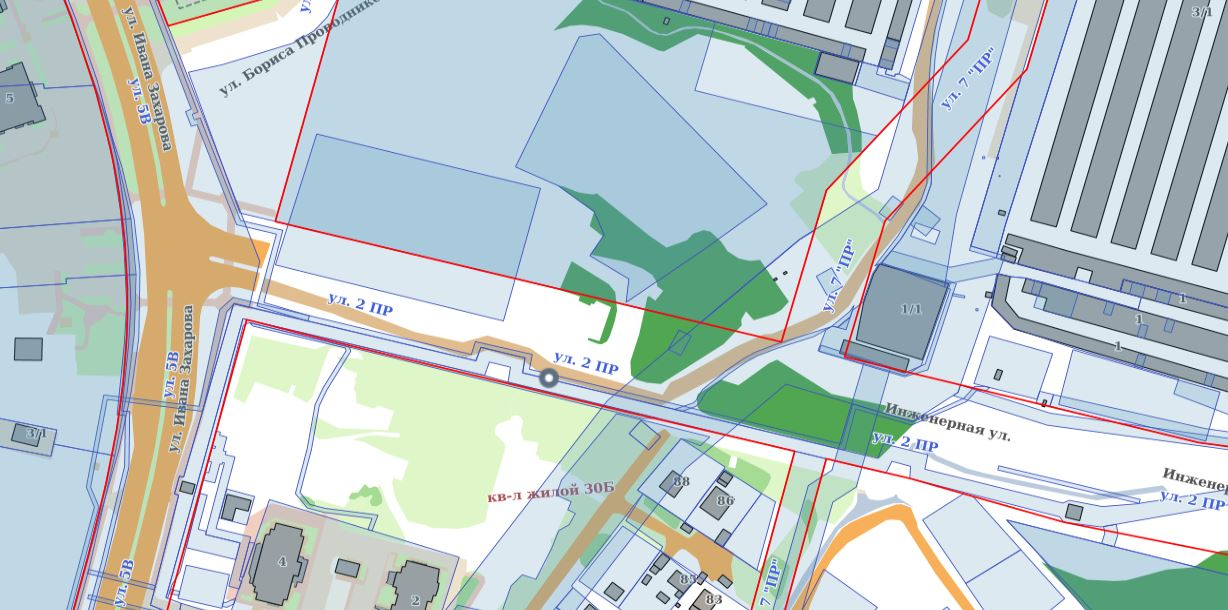 ул. Ивана Захарова
ул. 5В
ул. Бориса Проводнико
ул. 7 "ПР"
3/1
5
ул. 7 "ПР"
ул. 2 ПР
1/1
1
1
1
ул. 2 ПР
ул. 5В
ул. Ивана Захарова
Инженерная ул.
ул. 2 ПР
3/1
Инженер
ул. 2 ПР
кв-л жилой 30Б
88
86
4
2
83
ул. 5В
7 "ПР"